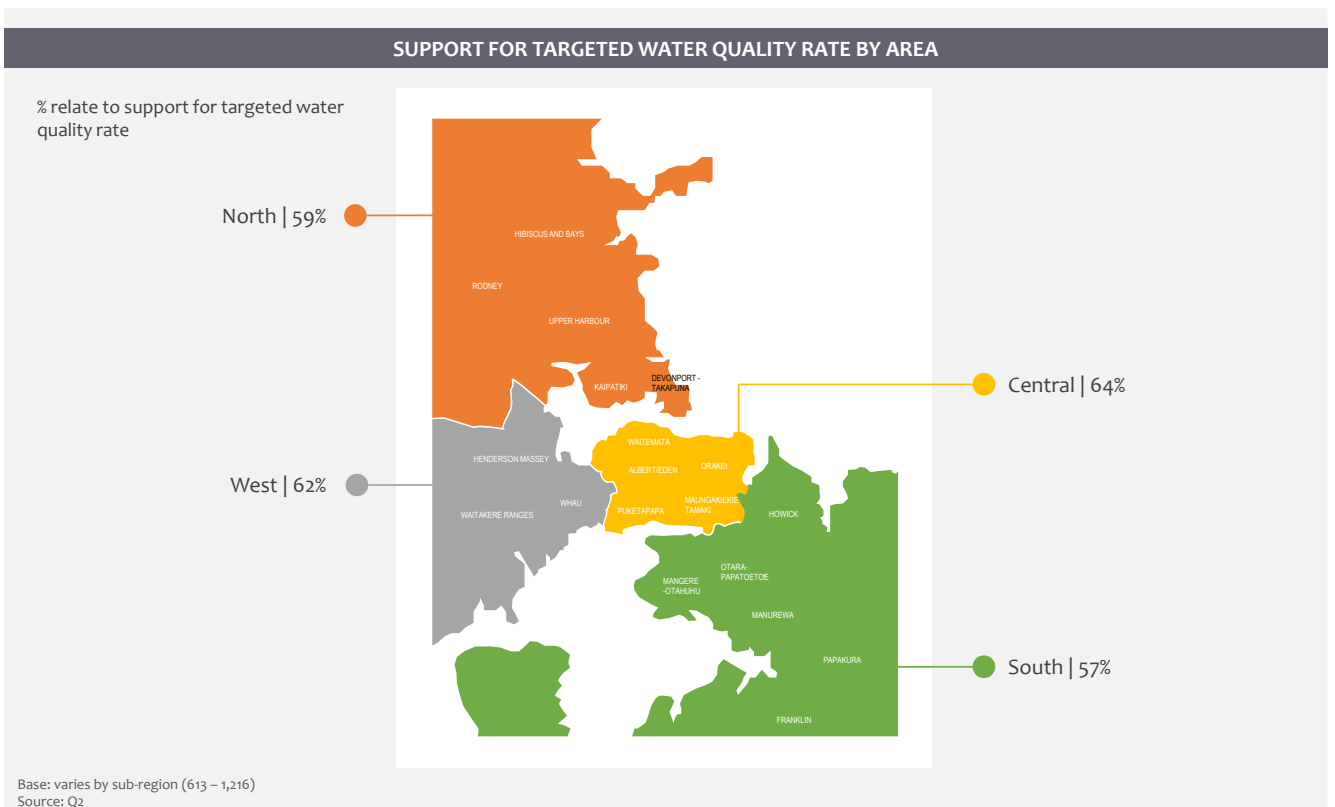 SUPPORT FOR TARGETED WATER QUALITY RATE BY AREA
% relate to support for targeted water
quality rate
North | 59%
HIBISCUS AND BAYS
RODNEY
UPPER HARBOUR
KAIPATIKI
DEVONPORT -
TAKAPUNA
Central | 64%
WAITEMATA
ALBERT/EDEN
ORAKEI
MAUNGAKIEKIE
TAMAKI
PUKETAPAPA
West | 62%
HENDERSON MASSEY
WHAU
WAITAKERE RANGES
HOWICK
OTARA-
PAPATOETOE
MANGERE
-OTAHUHU
MANUREWA
PAPAKURA
South | 57%
FRANKLIN
Base: varies by sub-region (613 – 1,216)
Source: Q2